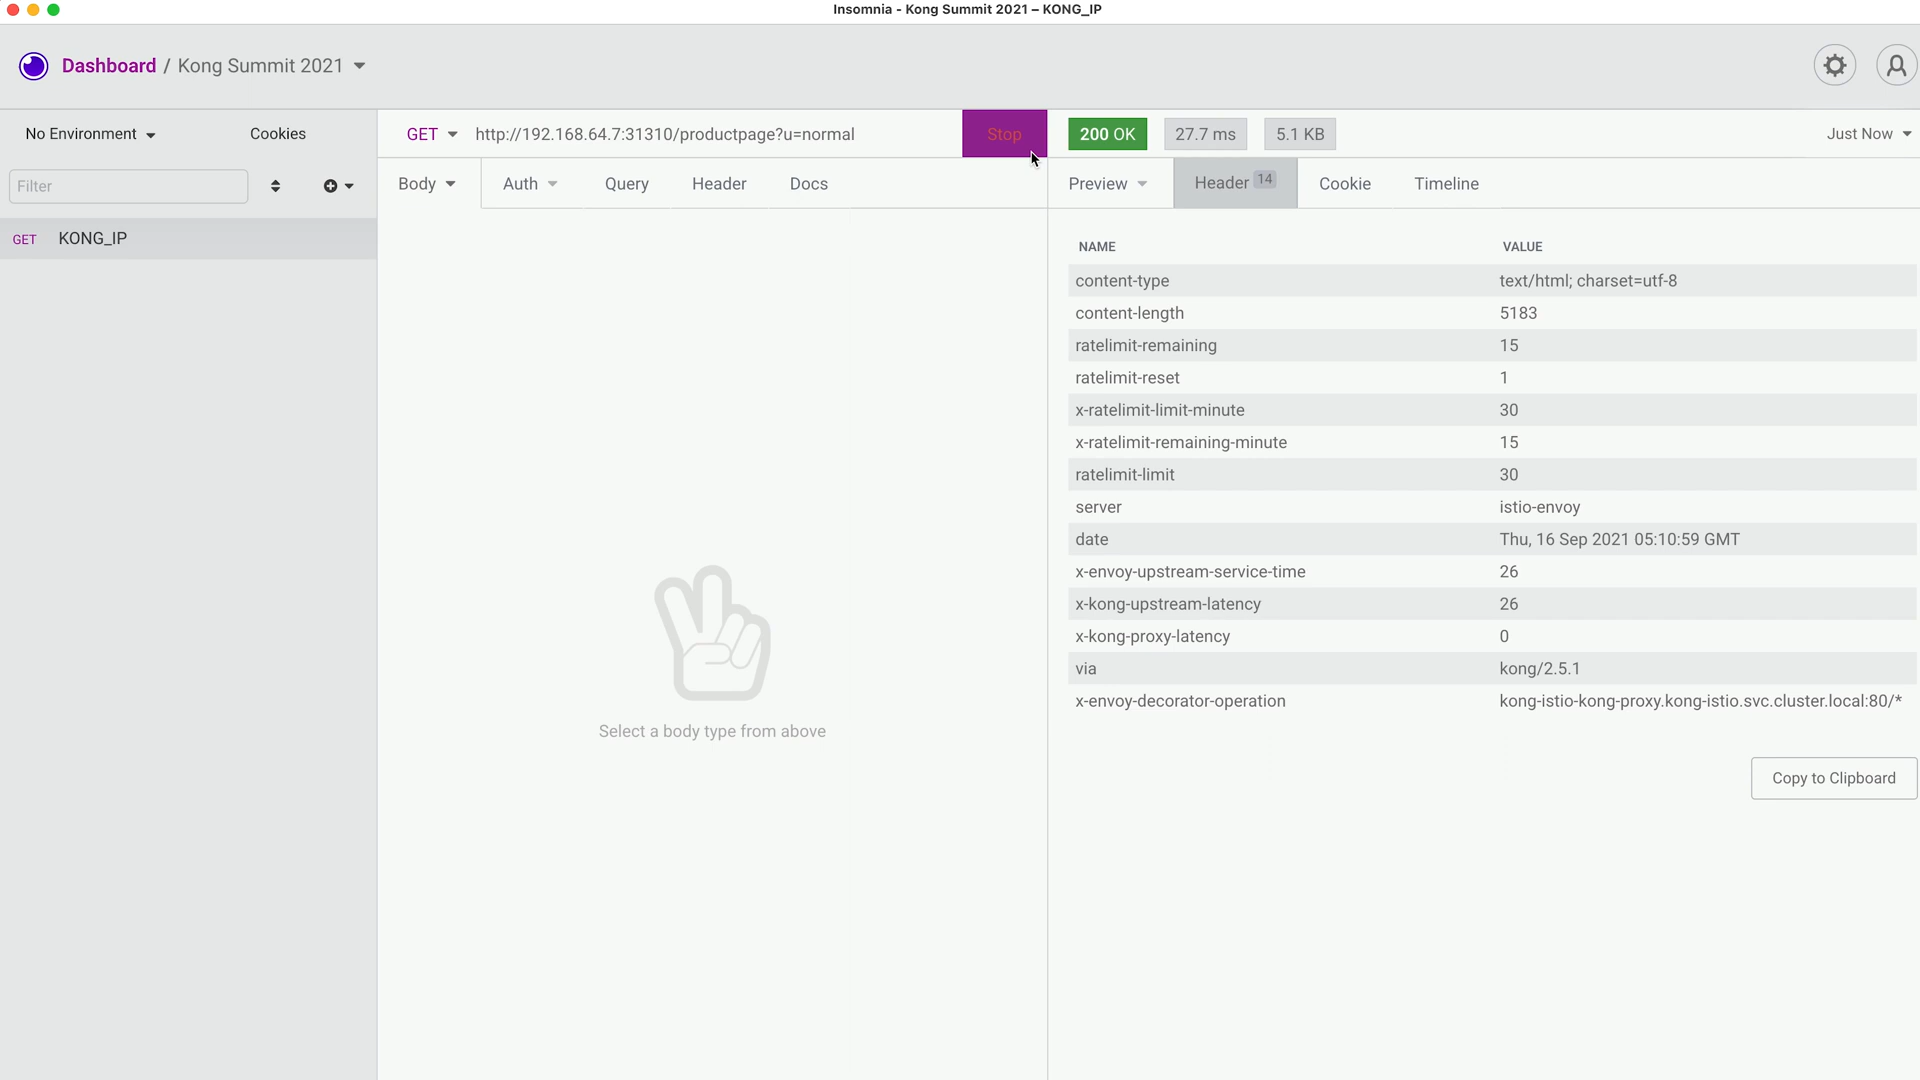 Insomnia - Kong Summit 2021 – KONG_IP
Dashboard / Kong Summit 2021
No Environment
Cookies
GET
http://192.168.64.7:31310/productpage?u=normal
Stop
200 OK
27.7 ms
5.1 KB
Just Now
Filter
Body
Auth
Query
Header
Docs
Preview
Header 14
Cookie
Timeline
GET KONG_IP
NAME VALUE
content-type text/html; charset=utf-8
content-length 5183
ratelimit-remaining 15
ratelimit-reset 1
x-ratelimit-limit-minute 30
x-ratelimit-remaining-minute 15
ratelimit-limit 30
server istio-envoy
date Thu, 16 Sep 2021 05:10:59 GMT
x-envoy-upstream-service-time 26
x-kong-upstream-latency 26
x-kong-proxy-latency 0
via kong/2.5.1
x-envoy-decorator-operation kong-istio-kong-proxy.kong-istio.svc.cluster.local:80/*
Select a body type from above
Copy to Clipboard